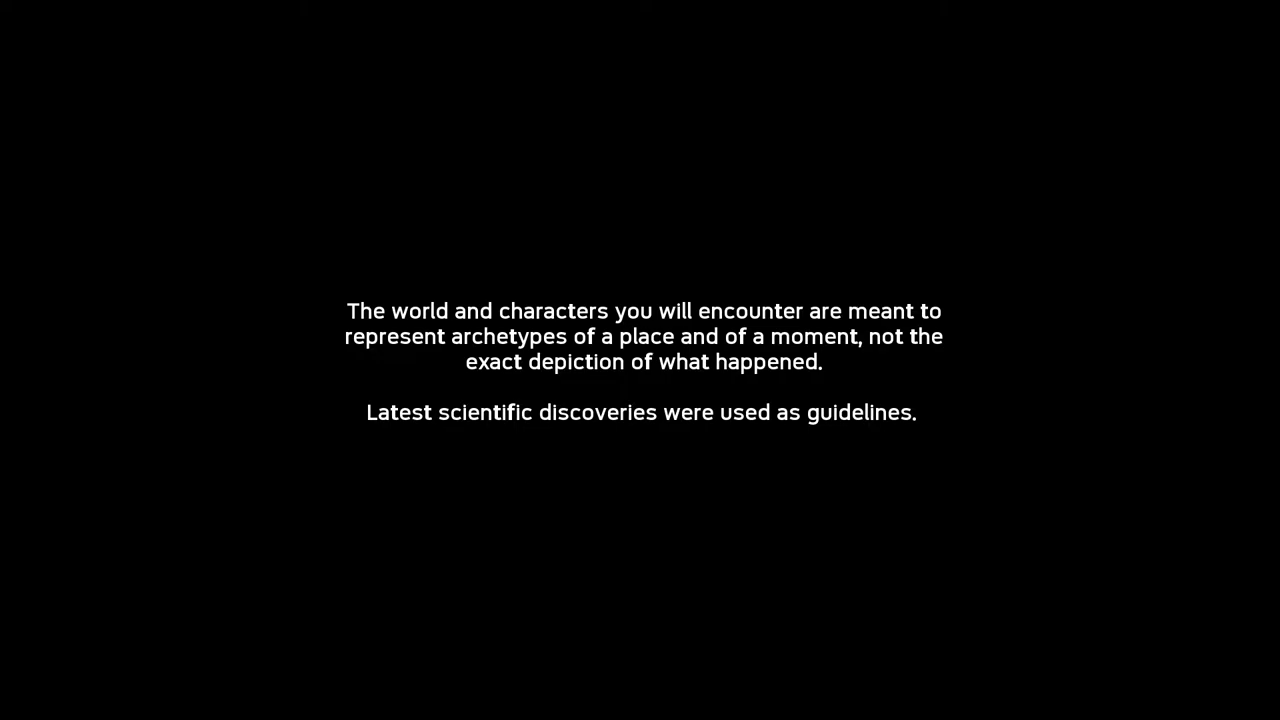 The world and characters you will encounter are meant to
represent archetypes of a place and of a moment, not the
exact depiction of what happened.
Latest scientific discoveries were used as guidelines.